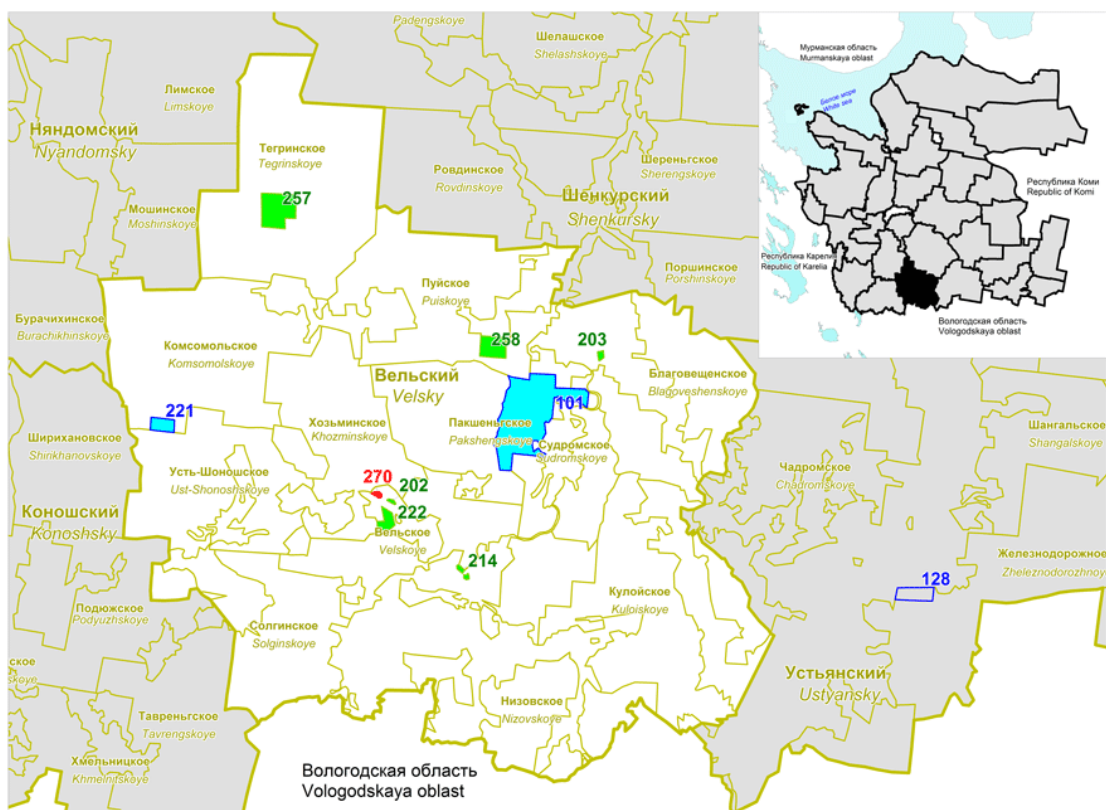 Padengskoye
Шелашское
Shelashskoye
Лимское
Limskoye
Няндомский
Nyandomsky
Тегринское
Tegrinskoye
257
Мошинское
Moshinskoye
Ровдинское
Rovdinskoye
Шереньгское
Sherengskoye
Шенкурский
Shenkursky
Поршинское
Porshinskoye
Пуйское
Puiskoye
Бурачихинское
Burachikhinskoye
Комсомольское
Komsomolskoye
258
203
Вельский
Velsky
Благовещенское
Blagoveshenskoye
221
101
Хозьминское
Khozminskoye
Пакшеньгское
Pakshengskoye
Судромское
Sudromskoye
Ширихановское
Shirikhanovskoye
Усть-Шоношское
Ust-Shonoshskoye
270
202
222
Вельское
Velskoye
Коношский
Konoshsky
214
Чадромское
Chadromskoye
Шангальское
Shangalskoye
Железнодорожное
Zheleznodorozhnoy
128
Кулойское
Kuloiskoye
Подюжское
Podyuzhskoye
Солгинское
Solginskoye
ское
skoye
Устьянский
Ustyansky
Низовское
Nizovskoye
Тавреньгское
Tavrengskoye
Хмельницкое
Khmelnitskoye
Вологодская область
Vologodskaya oblast
Мурманская область
Murmanskaya oblast
Белое море
White sea
Республика Коми
Republic of Komi
Республика Карелия
Republic of Karelia
Вологодская область
Vologodskaya oblast